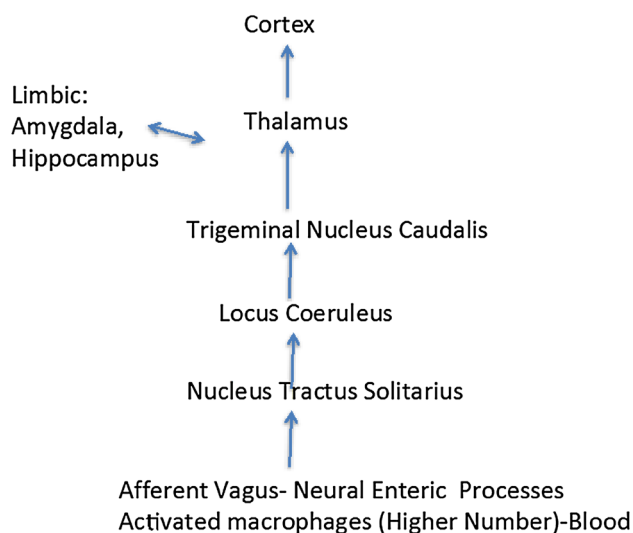 Cortex
Limbic:
Amygdala,
Hippocampus
Thalamus
Trigeminal Nucleus Caudalis
Locus Coeruleus
Nucleus Tractus Solitarius
Afferent Vagus- Neural Enteric Processes
Activated macrophages (Higher Number)-Blood